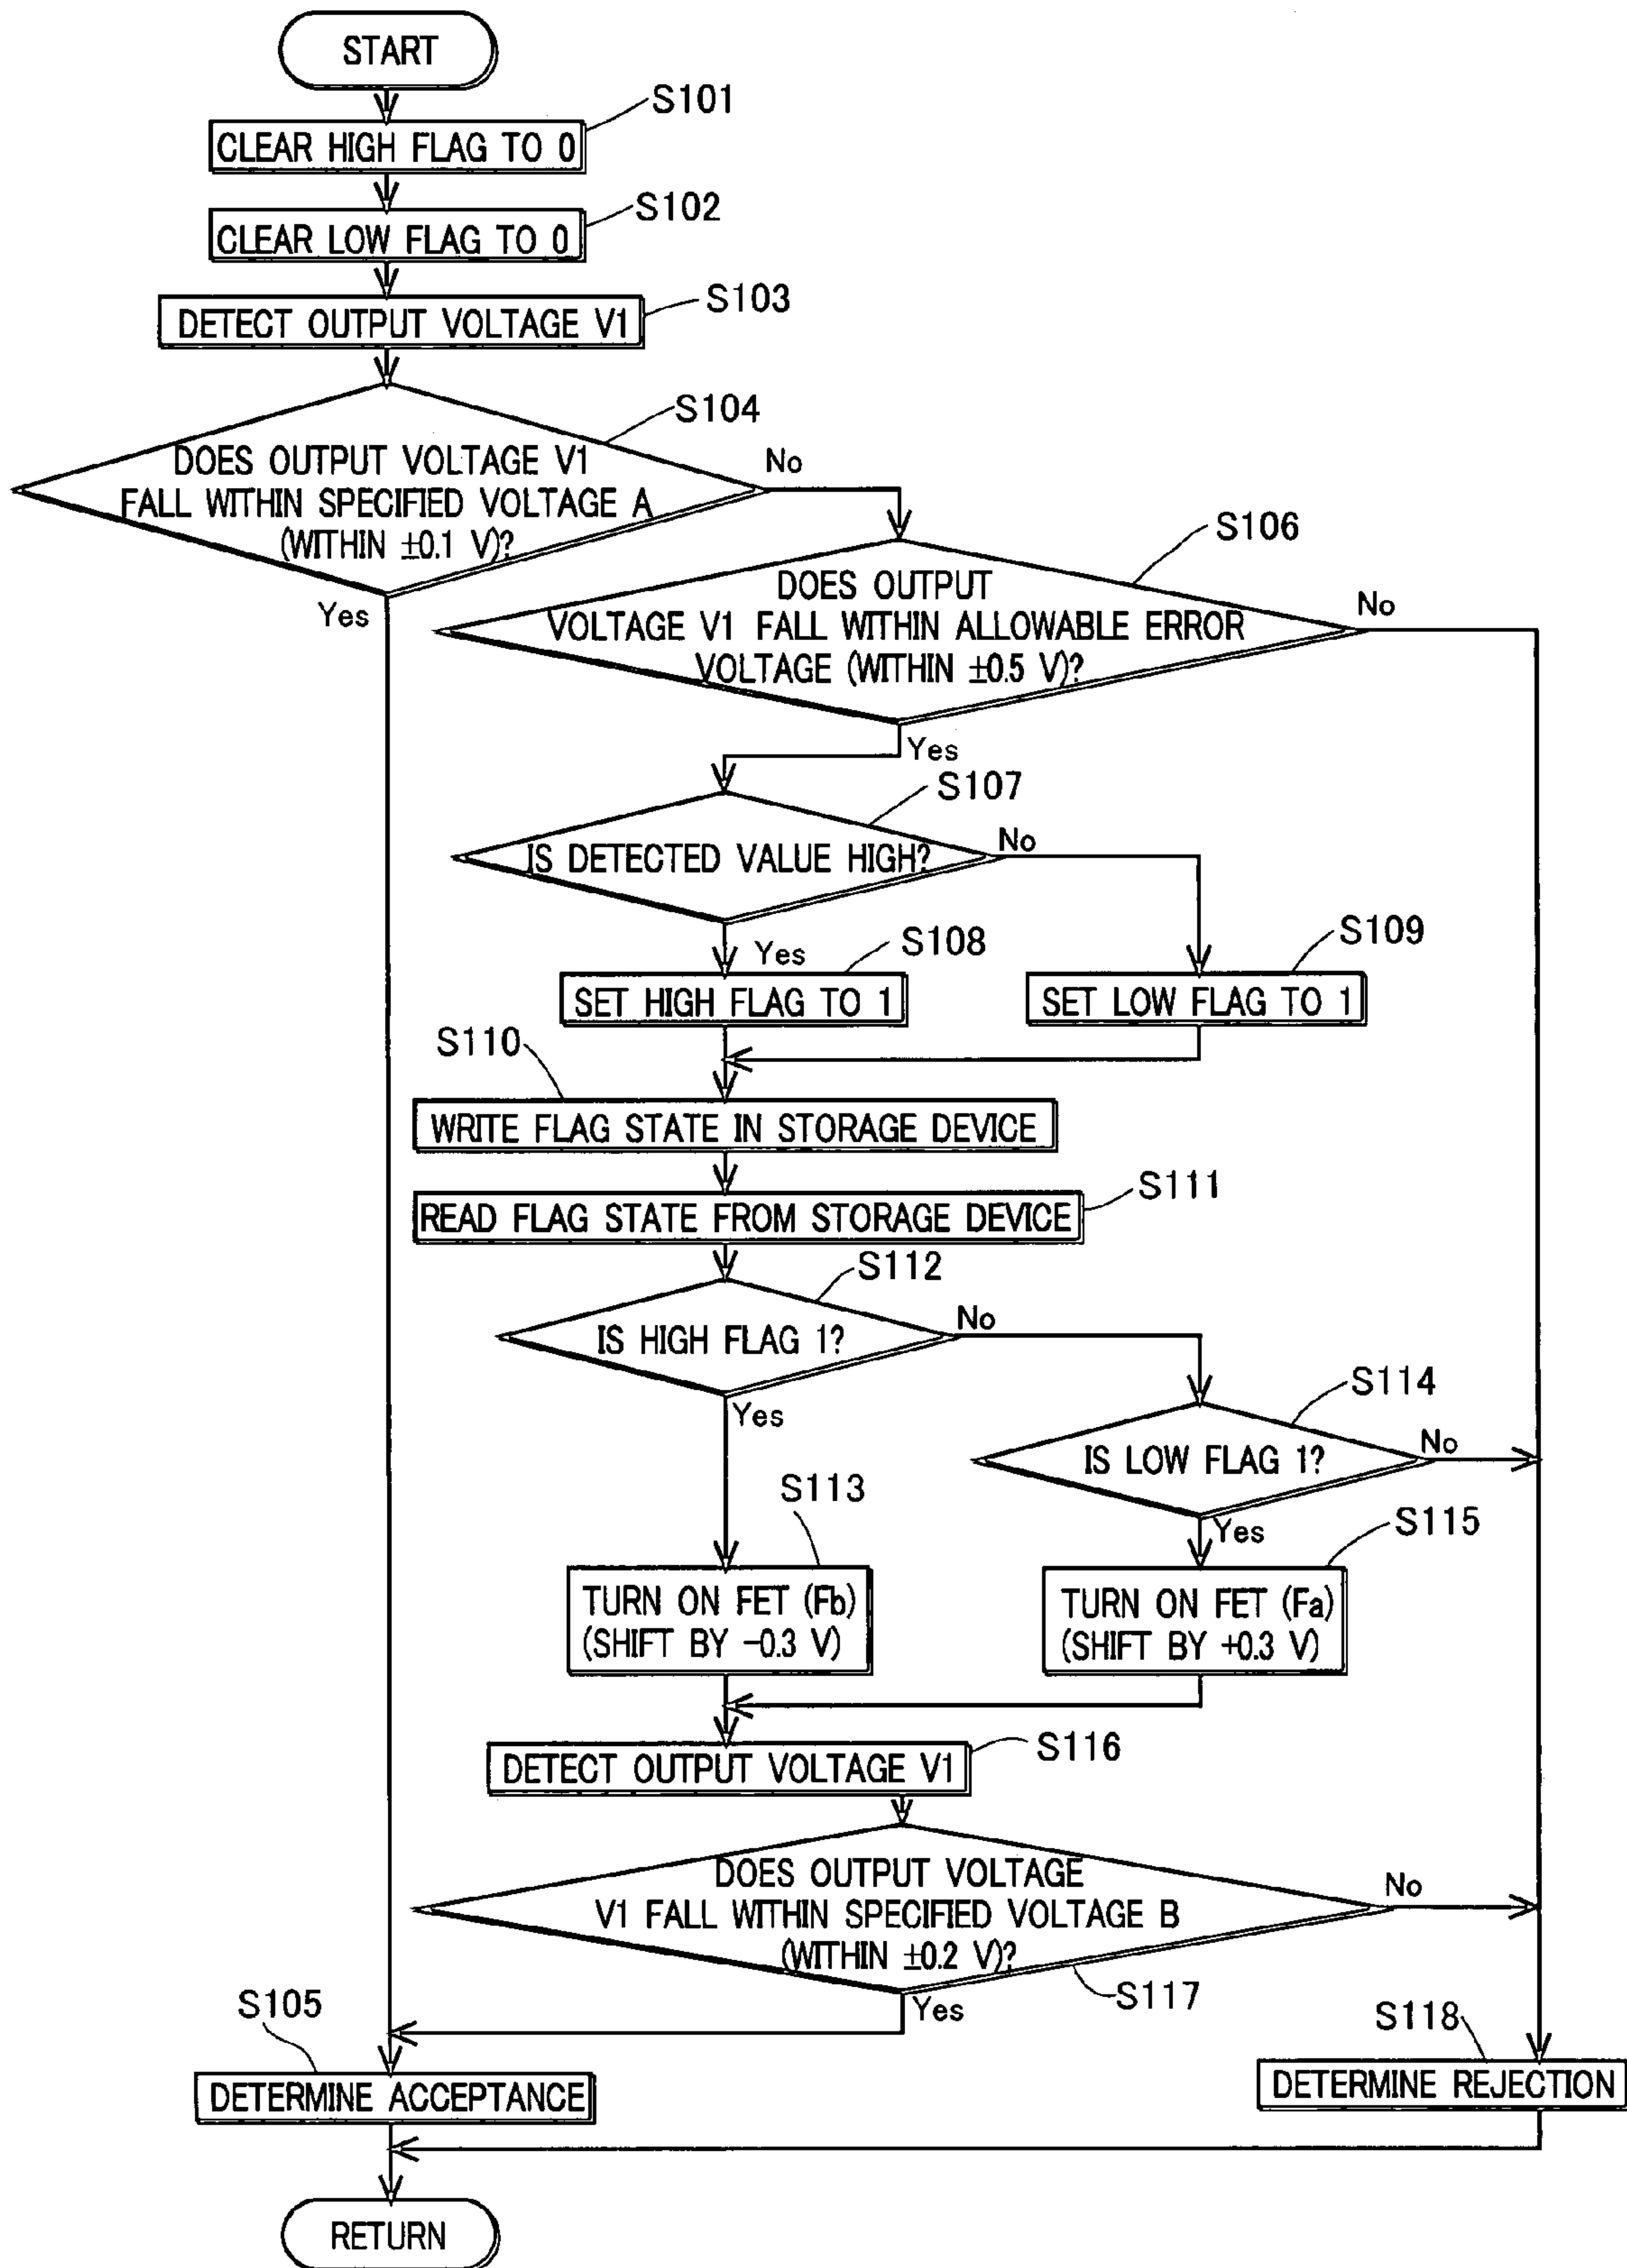 START
S101
CLEAR HIGH FLAG TO 0
S102
CLEAR LOW FLAG TO 0
S103
DETECT OUTPUT VOLTAGE V1
S104
DOES OUTPUT VOLTAGE V1
FALL WITHIN SPECIFIED VOLTAGE A
(WITHIN ±0.1 V)?
No
Yes
S106
DOES OUTPUT
VOLTAGE V1 FALL WITHIN ALLOWABLE ERROR
VOLTAGE (WITHIN ±0.5 V)?
No
Yes
S107
IS DETECTED VALUE HIGH?
No
Yes
S108
SET HIGH FLAG TO 1
S109
SET LOW FLAG TO 1
S110
WRITE FLAG STATE IN STORAGE DEVICE
S111
READ FLAG STATE FROM STORAGE DEVICE
S112
IS HIGH FLAG 1?
No
Yes
S114
IS LOW FLAG 1?
No
Yes
S113
TURN ON FET (Fb)
(SHIFT BY −0.3 V)
S115
TURN ON FET (Fa)
(SHIFT BY +0.3 V)
S116
DETECT OUTPUT VOLTAGE V1
DOES OUTPUT VOLTAGE
V1 FALL WITHIN SPECIFIED VOLTAGE B
(WITHIN ±0.2 V)?
No
S117
Yes
S105
DETERMINE ACCEPTANCE
S118
DETERMINE REJECTION
RETURN